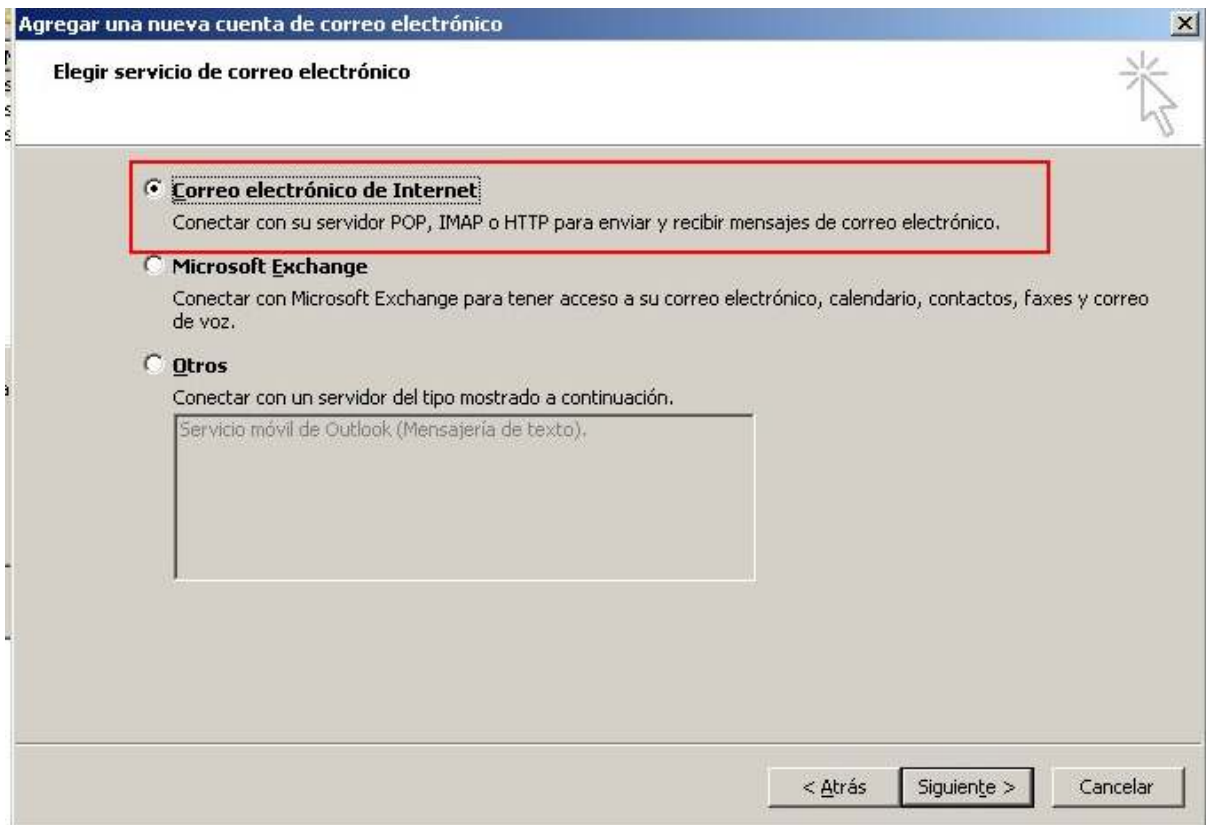 Agregar una nueva cuenta de correo electrónico
Elegir servicio de correo electrónico
Correo electrónico de Internet
Conectar con su servidor POP, IMAP o HTTP para enviar y recibir mensajes de correo electrónico.
Microsoft Exchange
Conectar con Microsoft Exchange para tener acceso a su correo electrónico, calendario, contactos, faxes y correo
de voz.
Otros
Conectar con un servidor del tipo mostrado a continuación.
Servicio móvil de Outlook (Mensajería de texto).
< Atrás
Siguiente >
Cancelar